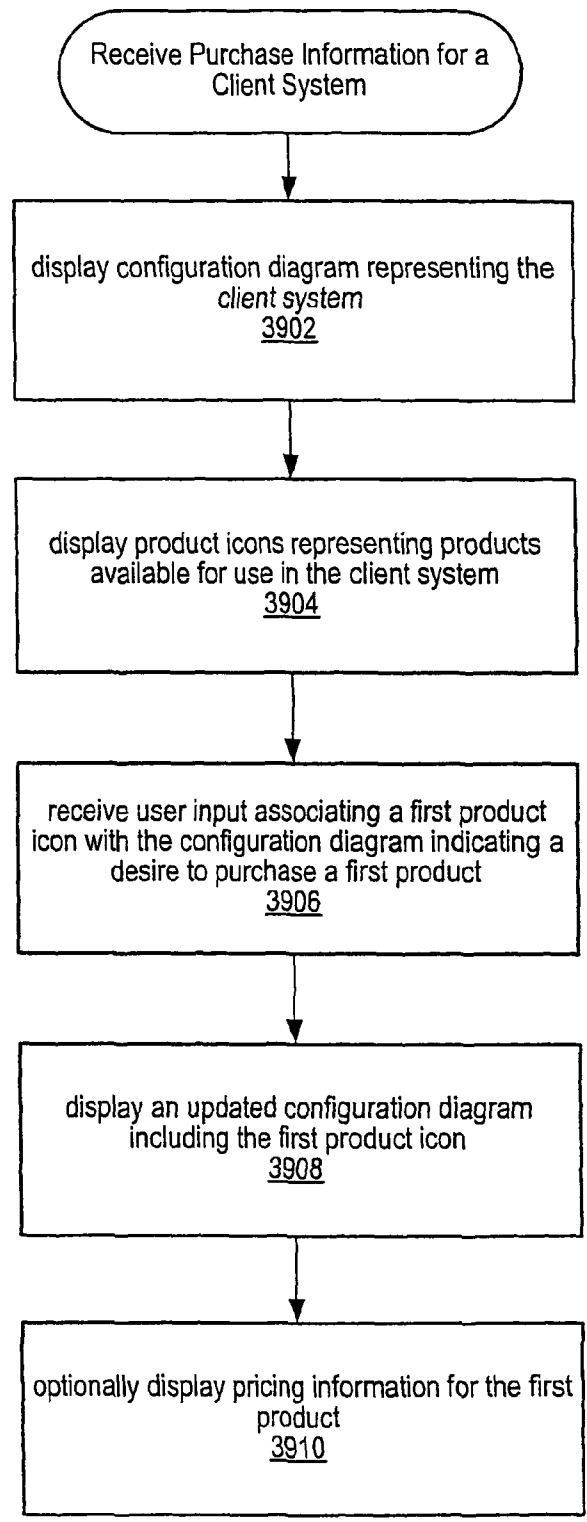 Receive Purchase Information for a
Client System
display configuration diagram representing the
client system
3902
display product icons representing products
available for use in the client system
3904
receive user input associating a first product
icon with the configuration diagram indicating a
desire to purchase a first product
3906
display an updated configuration diagram
including the first product icon
3908
optionally display pricing information for the first
product
3910